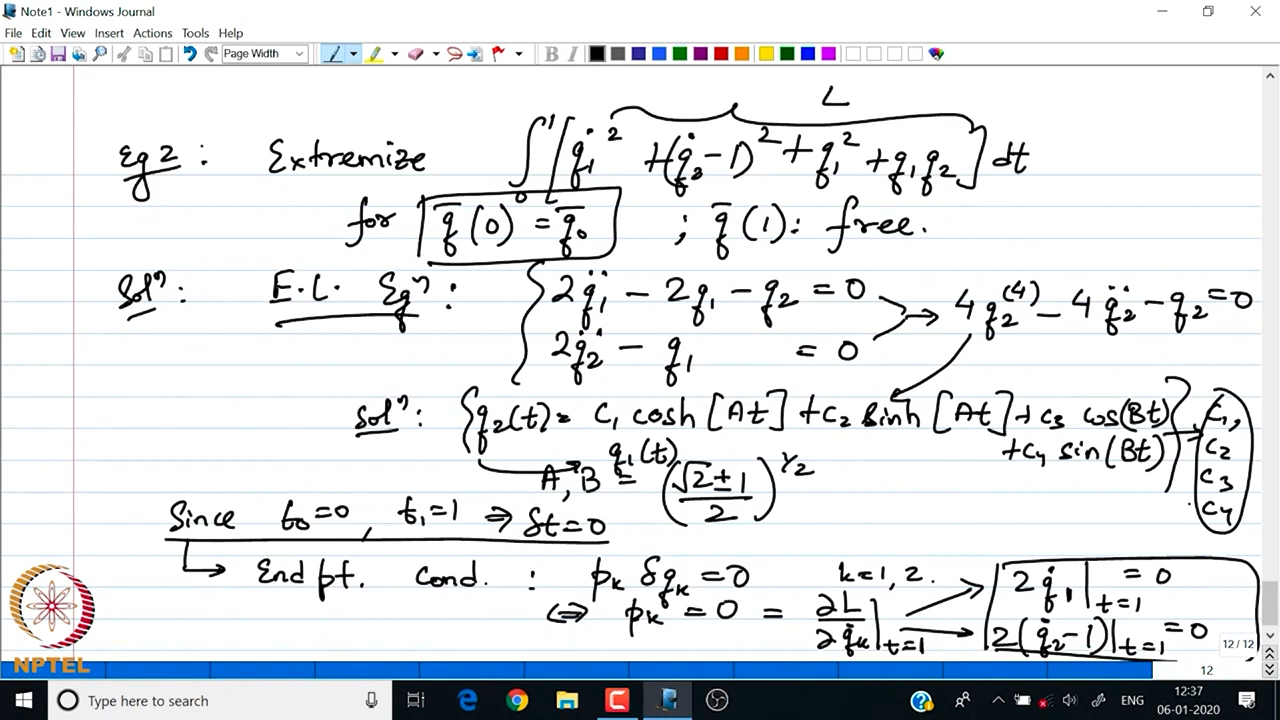 Note1 - Windows Journal
File Edit View Insert Actions Tools Help
Page Width
L
Eg 2 : Extremize ∫₀¹ [q̇₁² + (q̇₂ - 1)² + q₁² + q₁q₂] dt
for q̄(0) = q̄₀ ; q̄(1) : free.
Solⁿ : E.L. Eqⁿ : 2q̈₁ - 2q₁ - q₂ = 0 → 4q₂⁽⁴⁾ - 4q̈₂ - q₂ = 0
2q̈₂ - q₁ = 0
Solⁿ : {q₂(t) = c₁ cosh[At] + c₂ sinh[At] + c₃ cos(Bt) + c₄ sin(Bt)} → c₁, c₂ c₃ c₄
q₁(t)
A, B = ((√2 ± 1)/2)^{1/2}
Since t₀=0, t₁=1 ⇒ δt=0
↳ End pt. Cond. : pₖ δqₖ = 0 k=1, 2.
⇔ pₖ = 0 = ∂L/∂q̇ₖ|ₜ₌₁ → 2q̇₁|ₜ₌₁ = 0
2(q̇₂-1)|ₜ₌₁ = 0
NPTEL
12/12
12
Type here to search
ENG
12:37
06-01-2020